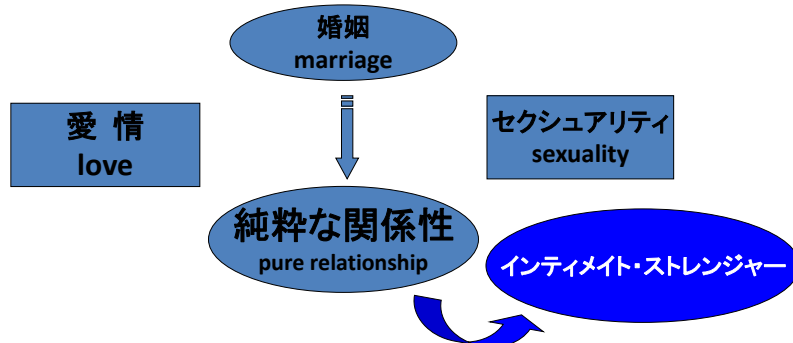 婚姻
marriage
愛 情
love
セクシュアリティ
sexuality
純粋な関係性
pure relationship
インティメイト・ストレンジャー